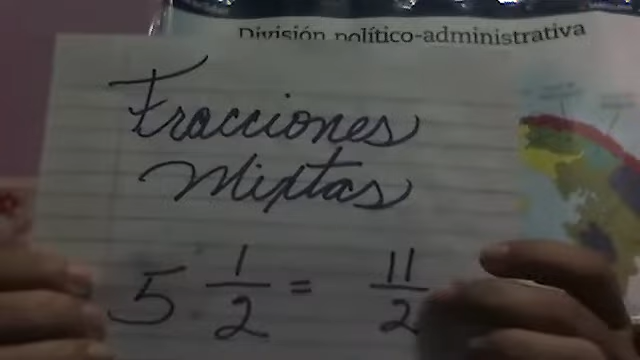 División político-administrativa
Fracciones
Mixtas
5 1/2 = 11/2